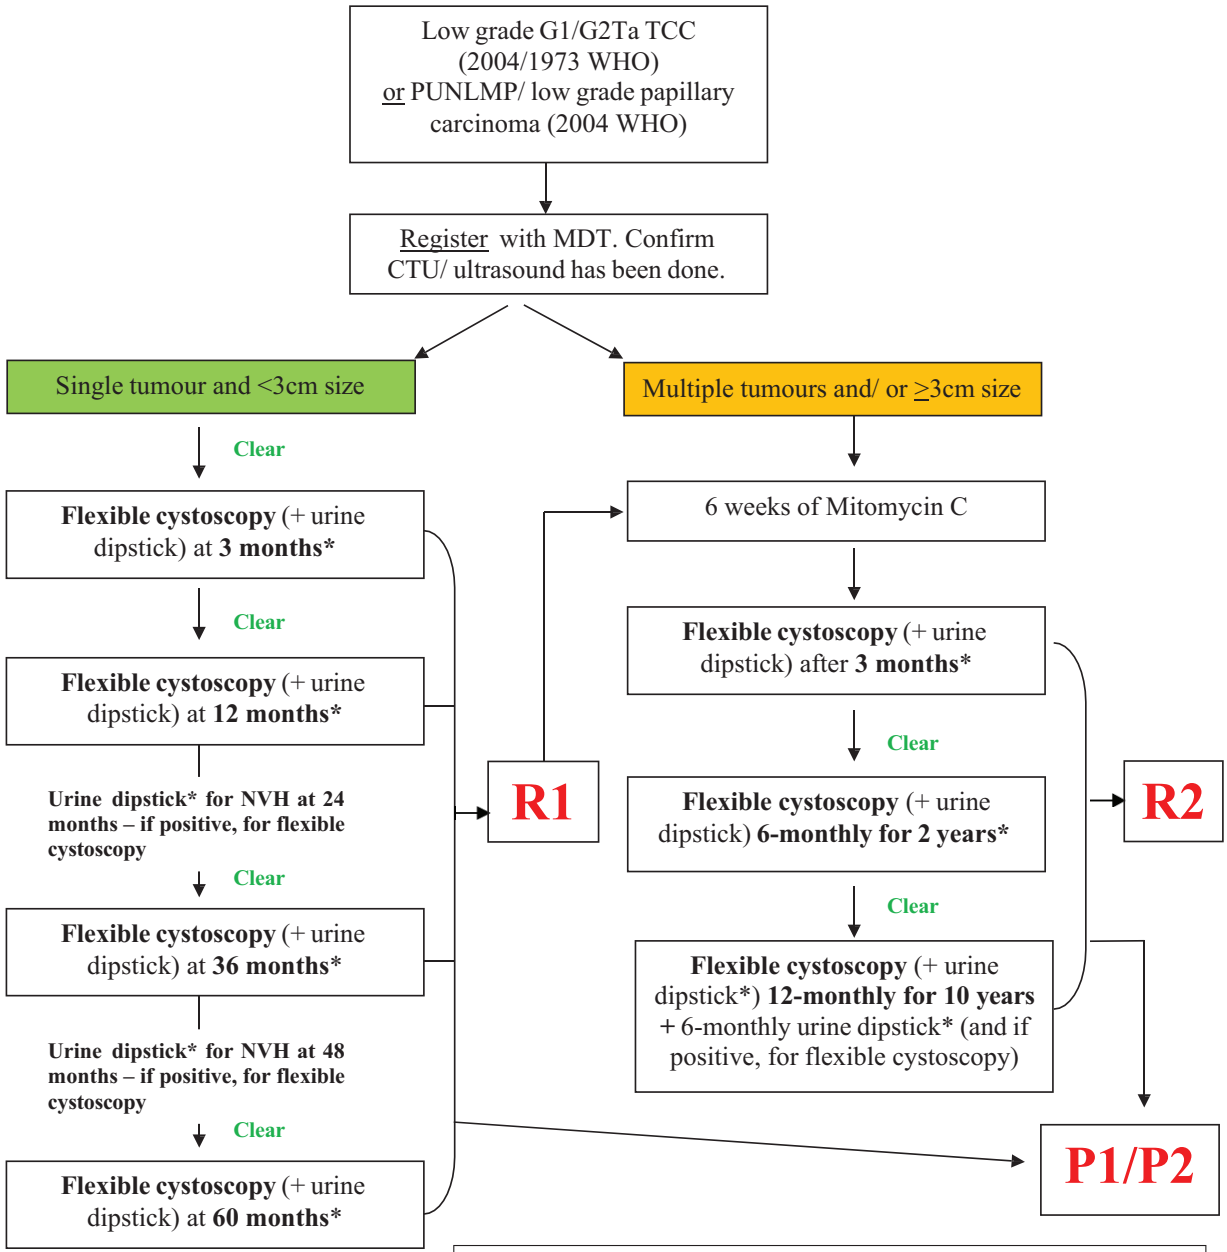 Low grade G1/G2Ta TCC
(2004/1973 WHO)
or PUNLMP/ low grade papillary
carcinoma (2004 WHO)
Register with MDT. Confirm
CTU/ ultrasound has been done.
Single tumour and <3cm size
Clear
Flexible cystoscopy (+ urine
dipstick) at 3 months*
Clear
Flexible cystoscopy (+ urine
dipstick) at 12 months*
Urine dipstick* for NVH at 24
months – if positive, for flexible
cystoscopy
Clear
Flexible cystoscopy (+ urine
dipstick) at 36 months*
Urine dipstick* for NVH at 48
months – if positive, for flexible
cystoscopy
Clear
Flexible cystoscopy (+ urine
dipstick) at 60 months*
R1
Multiple tumours and/ or ≥3cm size
6 weeks of Mitomycin C
Flexible cystoscopy (+ urine
dipstick) after 3 months*
Clear
Flexible cystoscopy (+ urine
dipstick) 6-monthly for 2 years*
Clear
Flexible cystoscopy (+ urine
dipstick*) 12-monthly for 10 years
+ 6-monthly urine dipstick* (and if
positive, for flexible cystoscopy)
R2
P1/P2